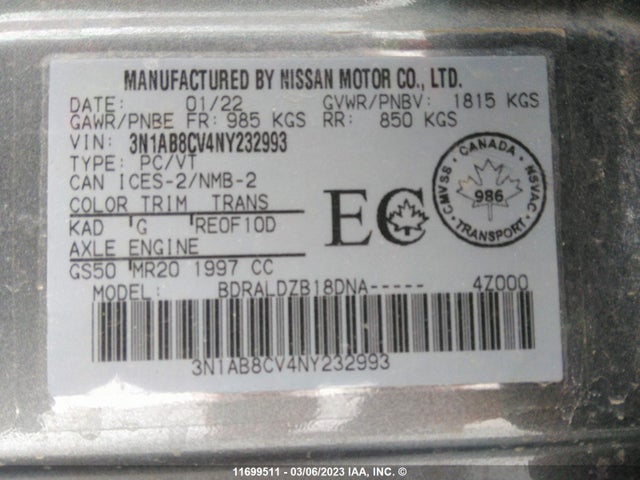 MANUFACTURED BY NISSAN MOTOR CO., LTD.
DATE: 01/22 GVWR/PNBV: 1815 KGS
GAWR/PNBE FR: 985 KGS RR: 850 KGS
VIN: 3N1AB8CV4NY232993
TYPE: PC/VT
CAN ICES-2/NMB-2
COLOR TRIM TRANS
KAD G RE0F10D
AXLE ENGINE
GS50 MR20 1997 CC
EC
CANADA
CMVSS NSVAC
986
TRANSPORT
MODEL: BDRALDZB18DNA----- 4Z000
3N1AB8CV4NY232993
11699511 - 03/06/2023 IAA, INC. ©